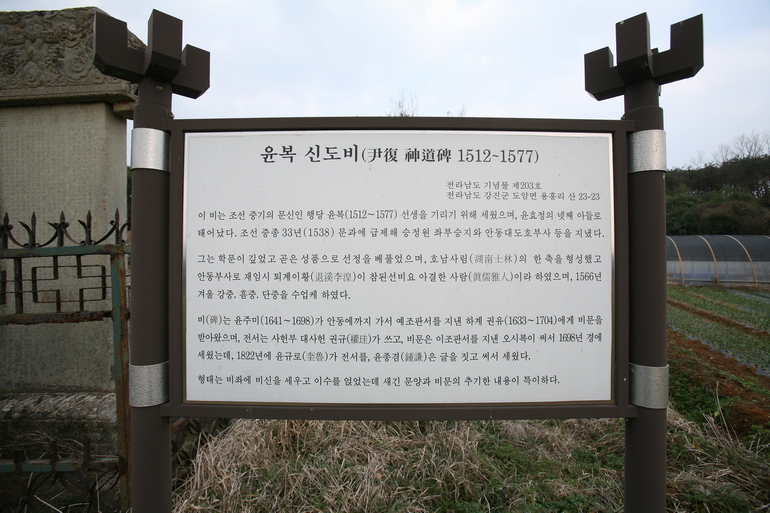 윤복 신도비(尹復 神道碑 1512~1577)
전라남도 기념물 제203호
전라남도 강진군 도암면 용흥리 산 23-23
이 비는 조선 중기의 문신인 행당 윤복(1512~1577) 선생을 기리기 위해 세웠으며, 윤효정의 넷째 아들로
태어났다. 조선 중종 33년(1538) 문과에 급제해 승정원 좌부승지와 안동대도호부사 등을 지냈다.
그는 학문이 깊었고 곧은 성품으로 선정을 베풀었으며, 호남사림(湖南士林)의 한 축을 형성했고
안동부사로 재임시 퇴계이황(退溪李滉)이 참된선비요 아결한 사람(眞儒雅人)이라 하였으며, 1566년
겨울 강중. 흠중. 단중을 수업케 하였다.
비(碑)는 윤주미(1641~1698)가 안동에까지 가서 예조판서를 지낸 하계 권유(1633~1704)에게 비문을
받아왔으며, 전서는 사헌부 대사헌 권규(權珪)가 쓰고, 비문은 이조판서를 지낸 오시복이 써서 1698년 경에
세웠는데, 1822년에 윤규로(奎魯)가 전서를, 윤종겸(鍾謙)은 글을 짓고 써서 세웠다.
형태는 비좌에 비신을 세우고 이수를 얹었는데 새긴 문양과 비문의 추기한 내용이 특이하다.